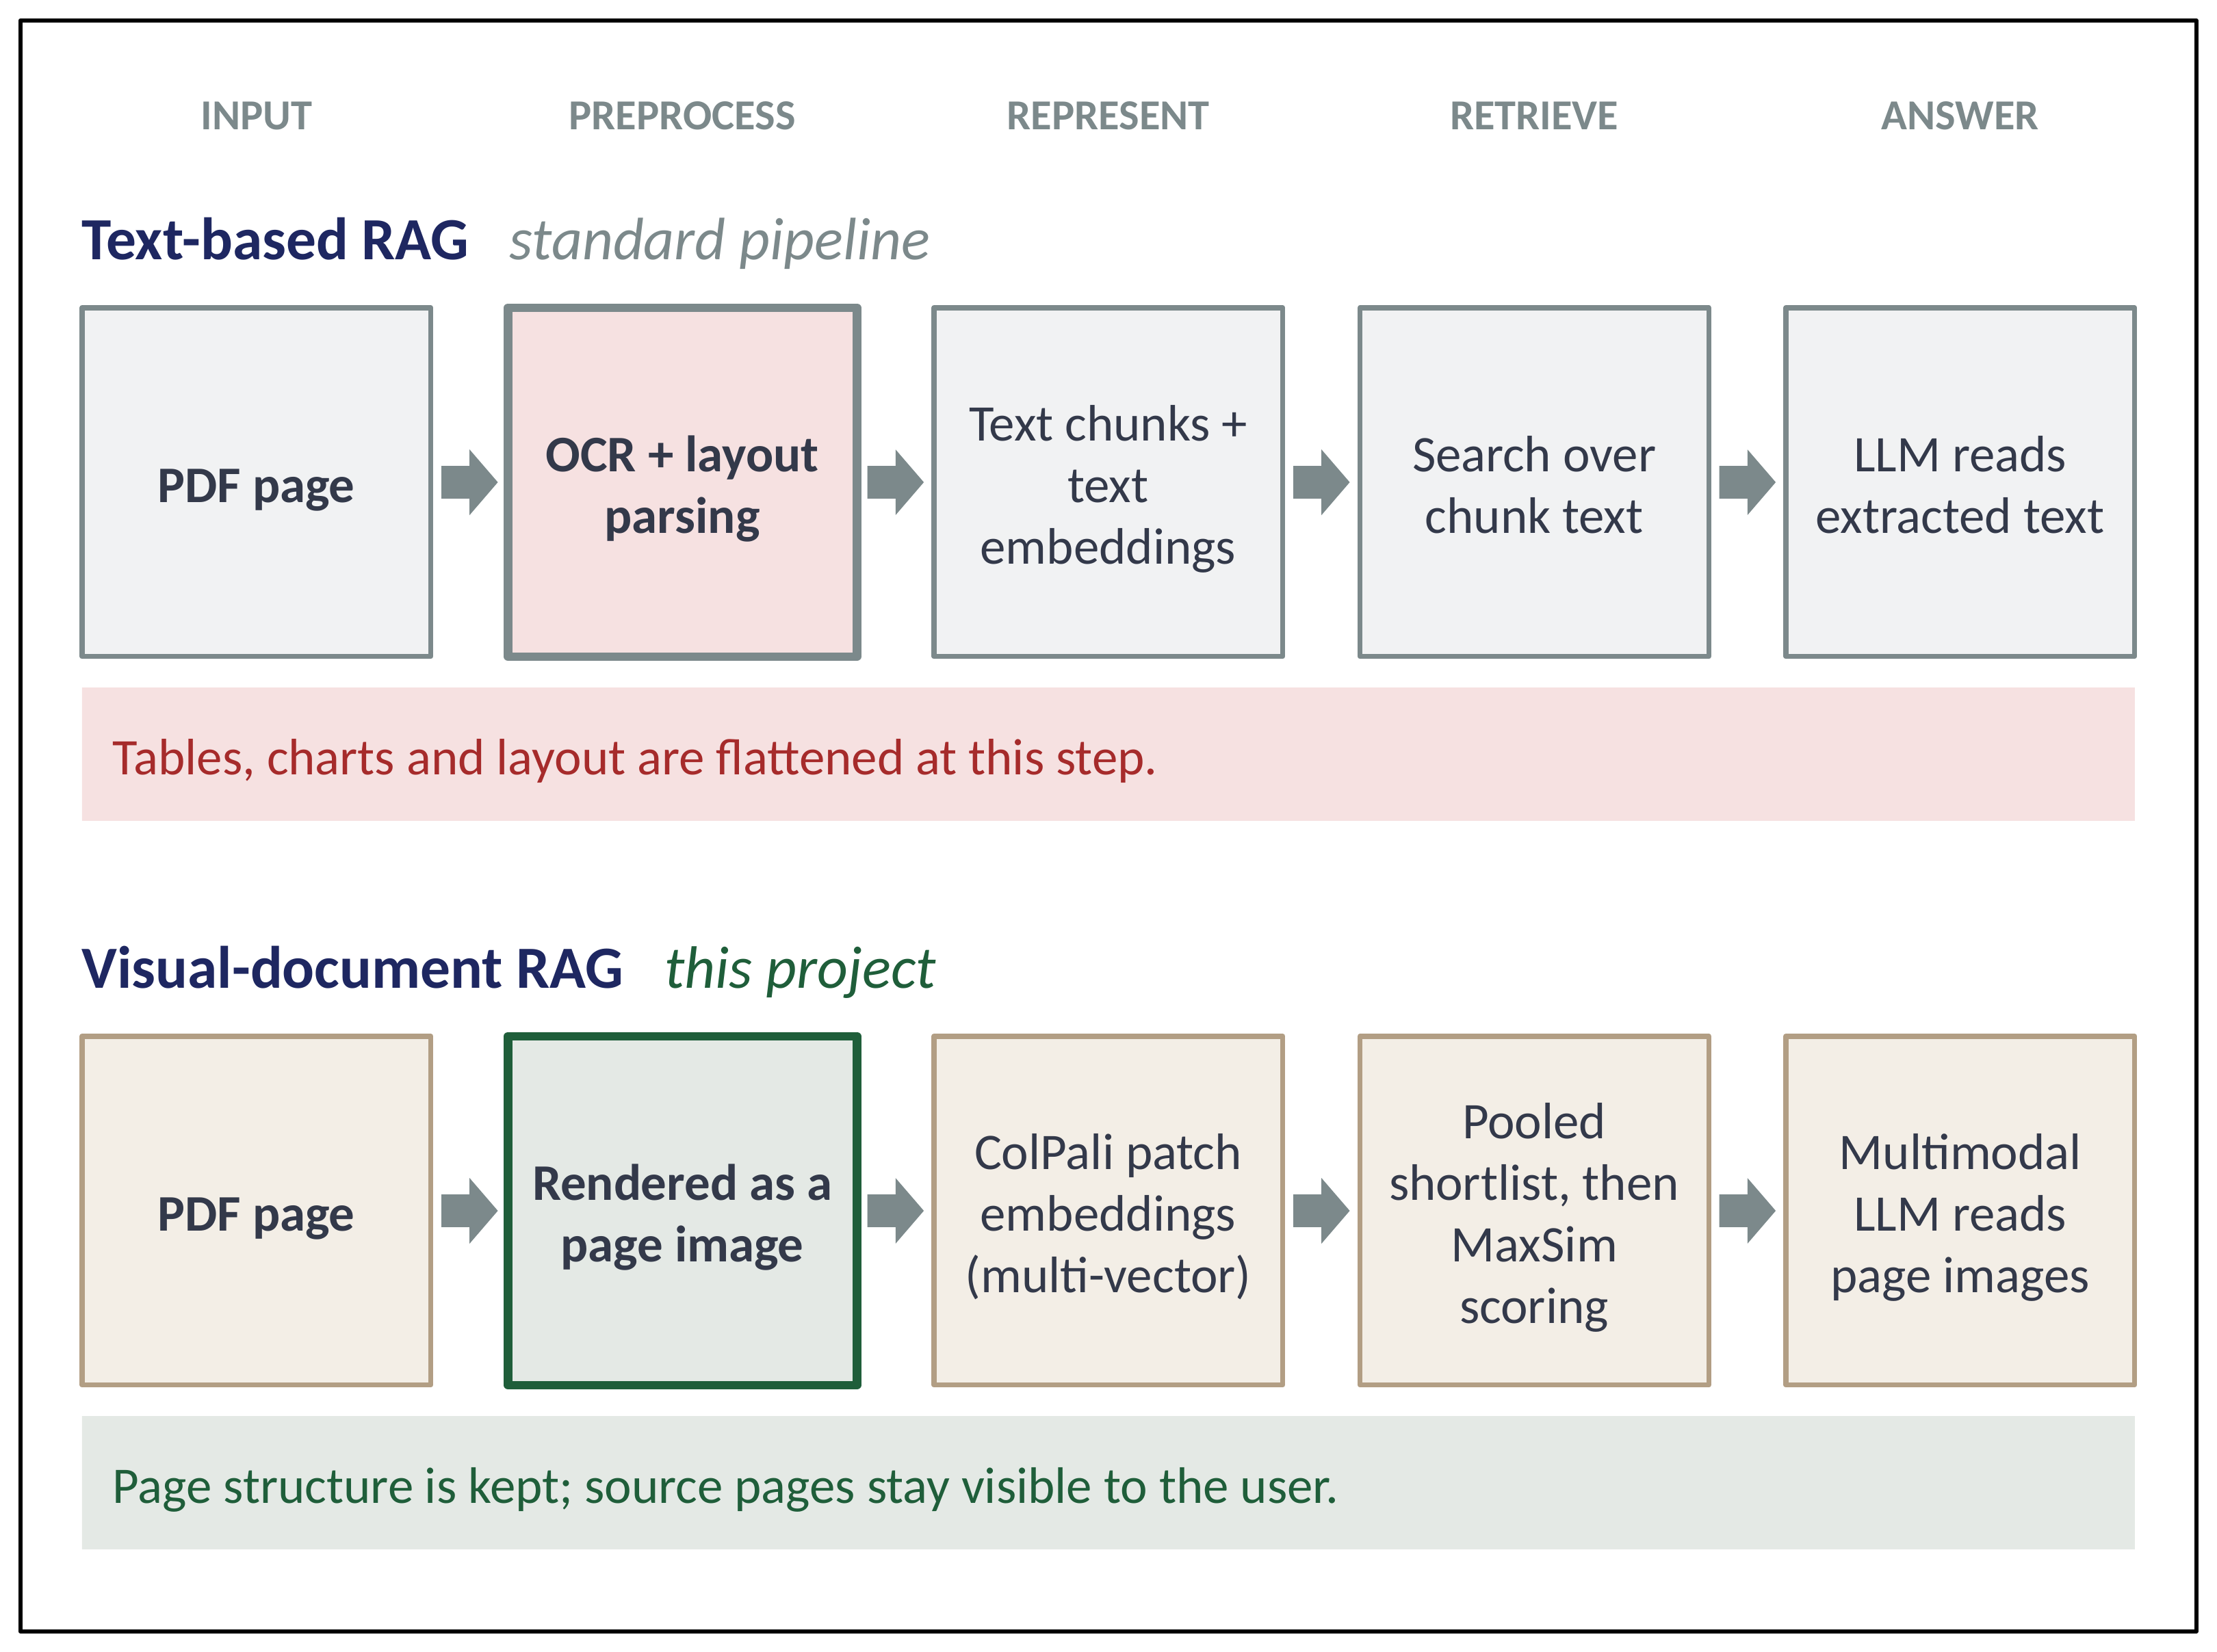 INPUT PREPROCESS REPRESENT RETRIEVE ANSWER
Text-based RAG standard pipeline
PDF page
OCR + layout
parsing
Text chunks +
text
embeddings
Search over
chunk text
LLM reads
extracted text
Tables, charts and layout are flattened at this step.
Visual-document RAG this project
PDF page
Rendered as a
page image
ColPali patch
embeddings
(multi-vector)
Pooled
shortlist, then
MaxSim
scoring
Multimodal
LLM reads
page images
Page structure is kept; source pages stay visible to the user.